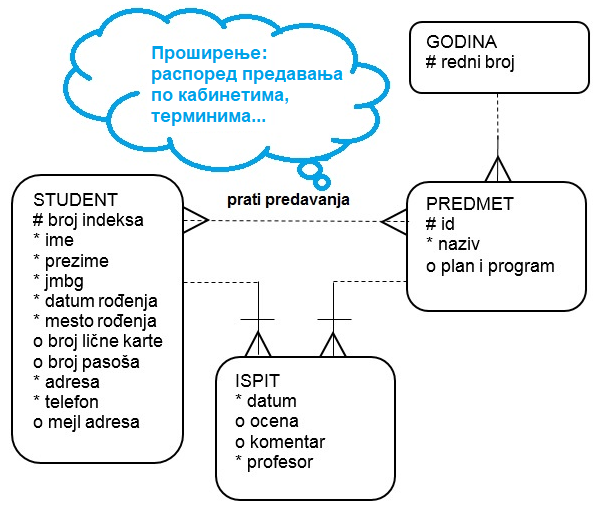 Проширење:
распоред предавања
по кабинетима,
терминима...
GODINA
# redni broj
prati predavanja
STUDENT
# broj indeksa
* ime
* prezime
* jmbg
* datum rođenja
* mesto rođenja
o broj lične karte
o broj pasoša
* adresa
* telefon
o mejl adresa
PREDMET
# id
* naziv
o plan i program
ISPIT
* datum
o ocena
o komentar
* profesor